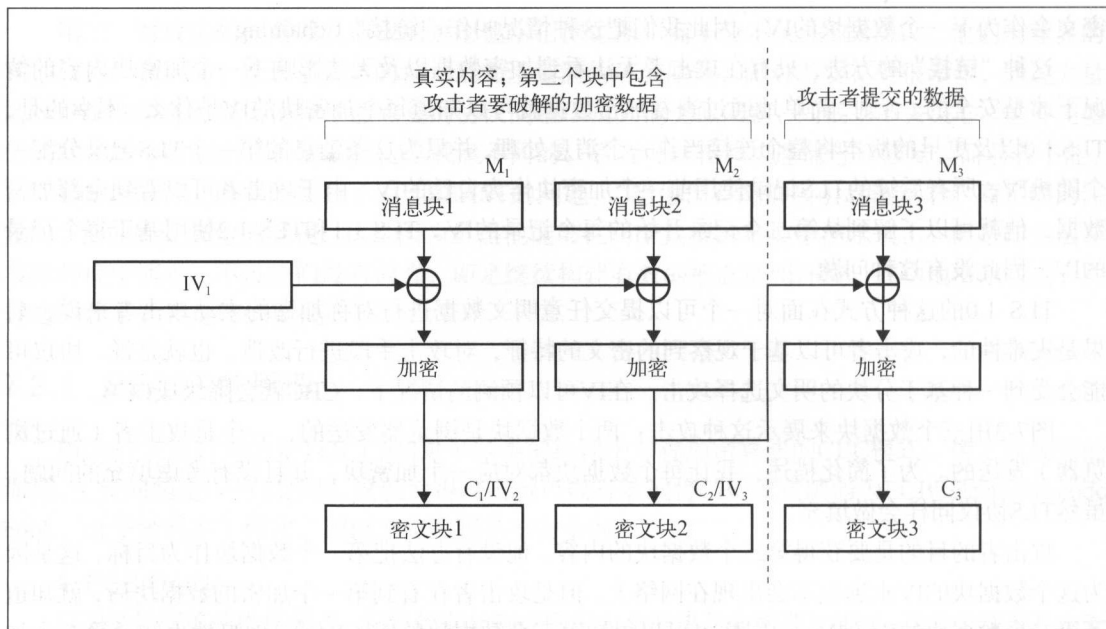 真实内容，第二个块中包含
攻击者要破解的加密数据
攻击者提交的数据
M1
M2
M3
消息块1
消息块2
消息块3
IV1
加密
加密
加密
C1/IV2
C2/IV3
C3
密文块1
密文块2
密文块3